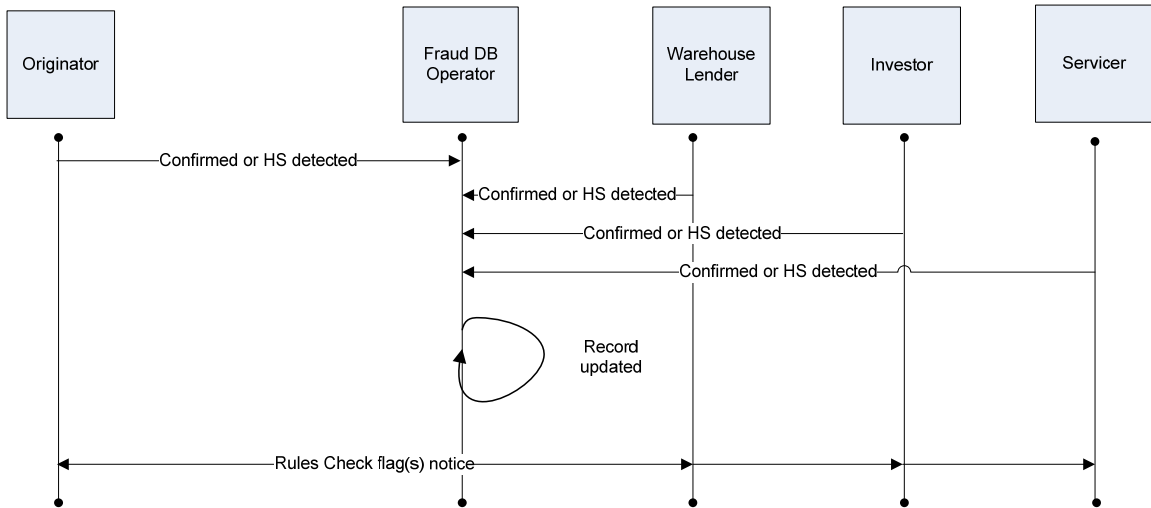 Originator
Fraud DB
Operator
Warehouse
Lender
Investor
Servicer
Confirmed or HS detected
Confirmed or HS detected
Confirmed or HS detected
Confirmed or HS detected
Record
updated
Rules Check flag(s) notice